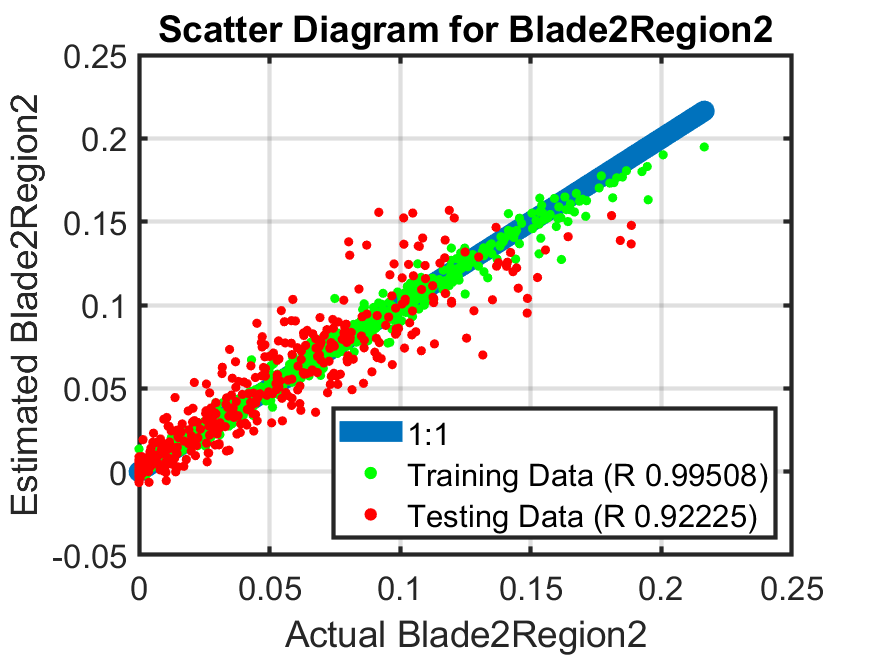 Scatter Diagram for Blade2Region2
Estimated Blade2Region2
0.25
0.2
0.15
0.1
0.05
0
-0.05
1:1
Training Data (R 0.99508)
Testing Data (R 0.92225)
0 0.05 0.1 0.15 0.2 0.25
Actual Blade2Region2